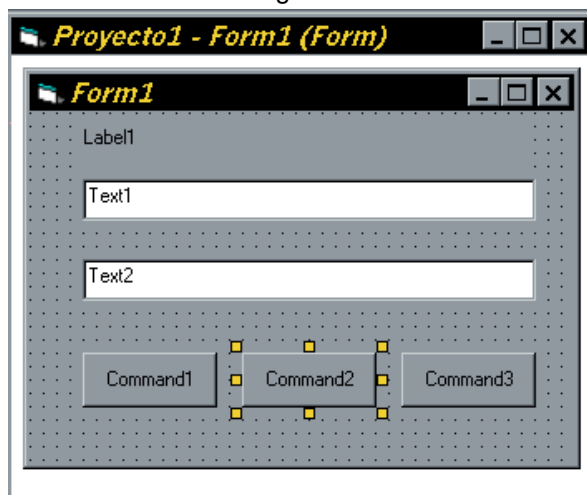 Proyecto1 - Form1 (Form)
Form1
Label1
Text1
Text2
Command1 Command2 Command3